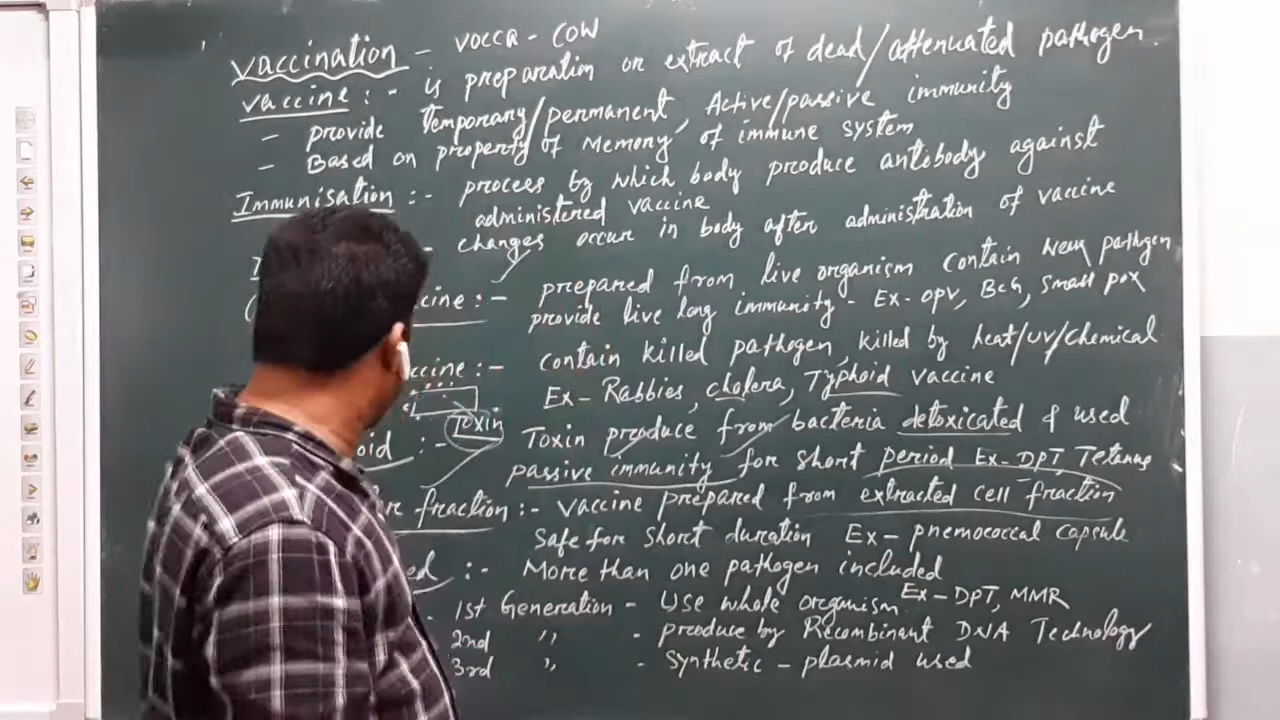 vaccination - vocca - cow
vaccine :- is preparation or extract of dead/attenuated pathogen
- provide Temporary/permanent, Active/passive immunity
- Based on property of Memory of immune system
Immunisation :- process by which body produce antibody against
administered vaccine
- changes occur in body after administration of vaccine
ccine :- prepared from live organism contain pathogen
provide live long immunity - Ex- OPV, BCG, Small pox
ccine :- contain killed pathogen, killed by heat/UV/chemical
Ex- Rabbies, cholera, Typhoid vaccine
Toxin
oid :- Toxin produce from bacteria detoxicated & used
passive immunity for short period Ex- DPT, Tetanus
fraction :- vaccine prepared from extracted cell fraction
Safe for short duration Ex- pnemococcal capsule
ed :- More than one pathogen included
Ex- DPT, MMR
- 1st Generation - Use whole organism
2nd " - produce by Recombinant DNA Technology
3rd " - Synthetic - plasmid used